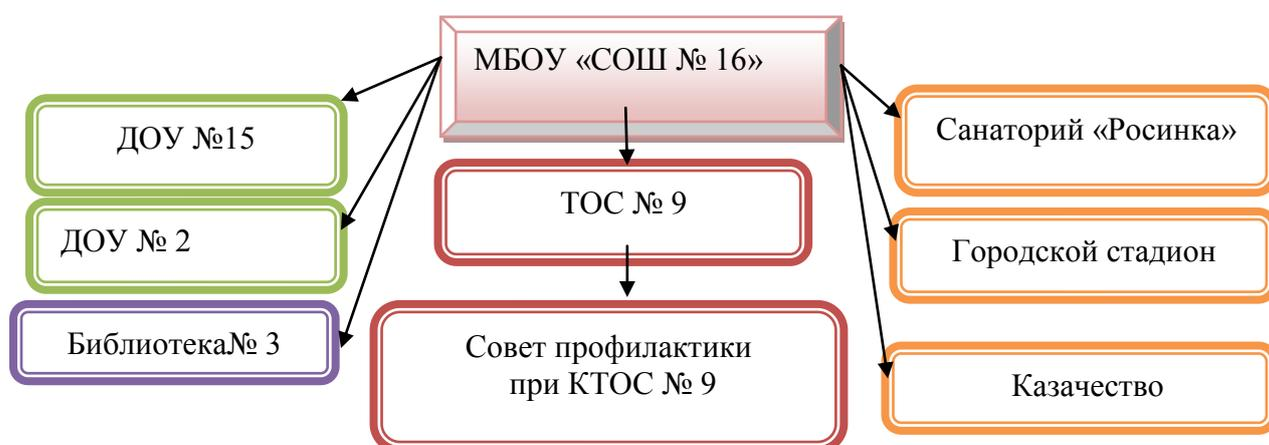 МБОУ «СОШ № 16»
ДОУ №15
ДОУ № 2
Библиотека№ 3
ТОС № 9
Совет профилактики
при КТОС № 9
Санаторий «Росинка»
Городской стадион
Казачество